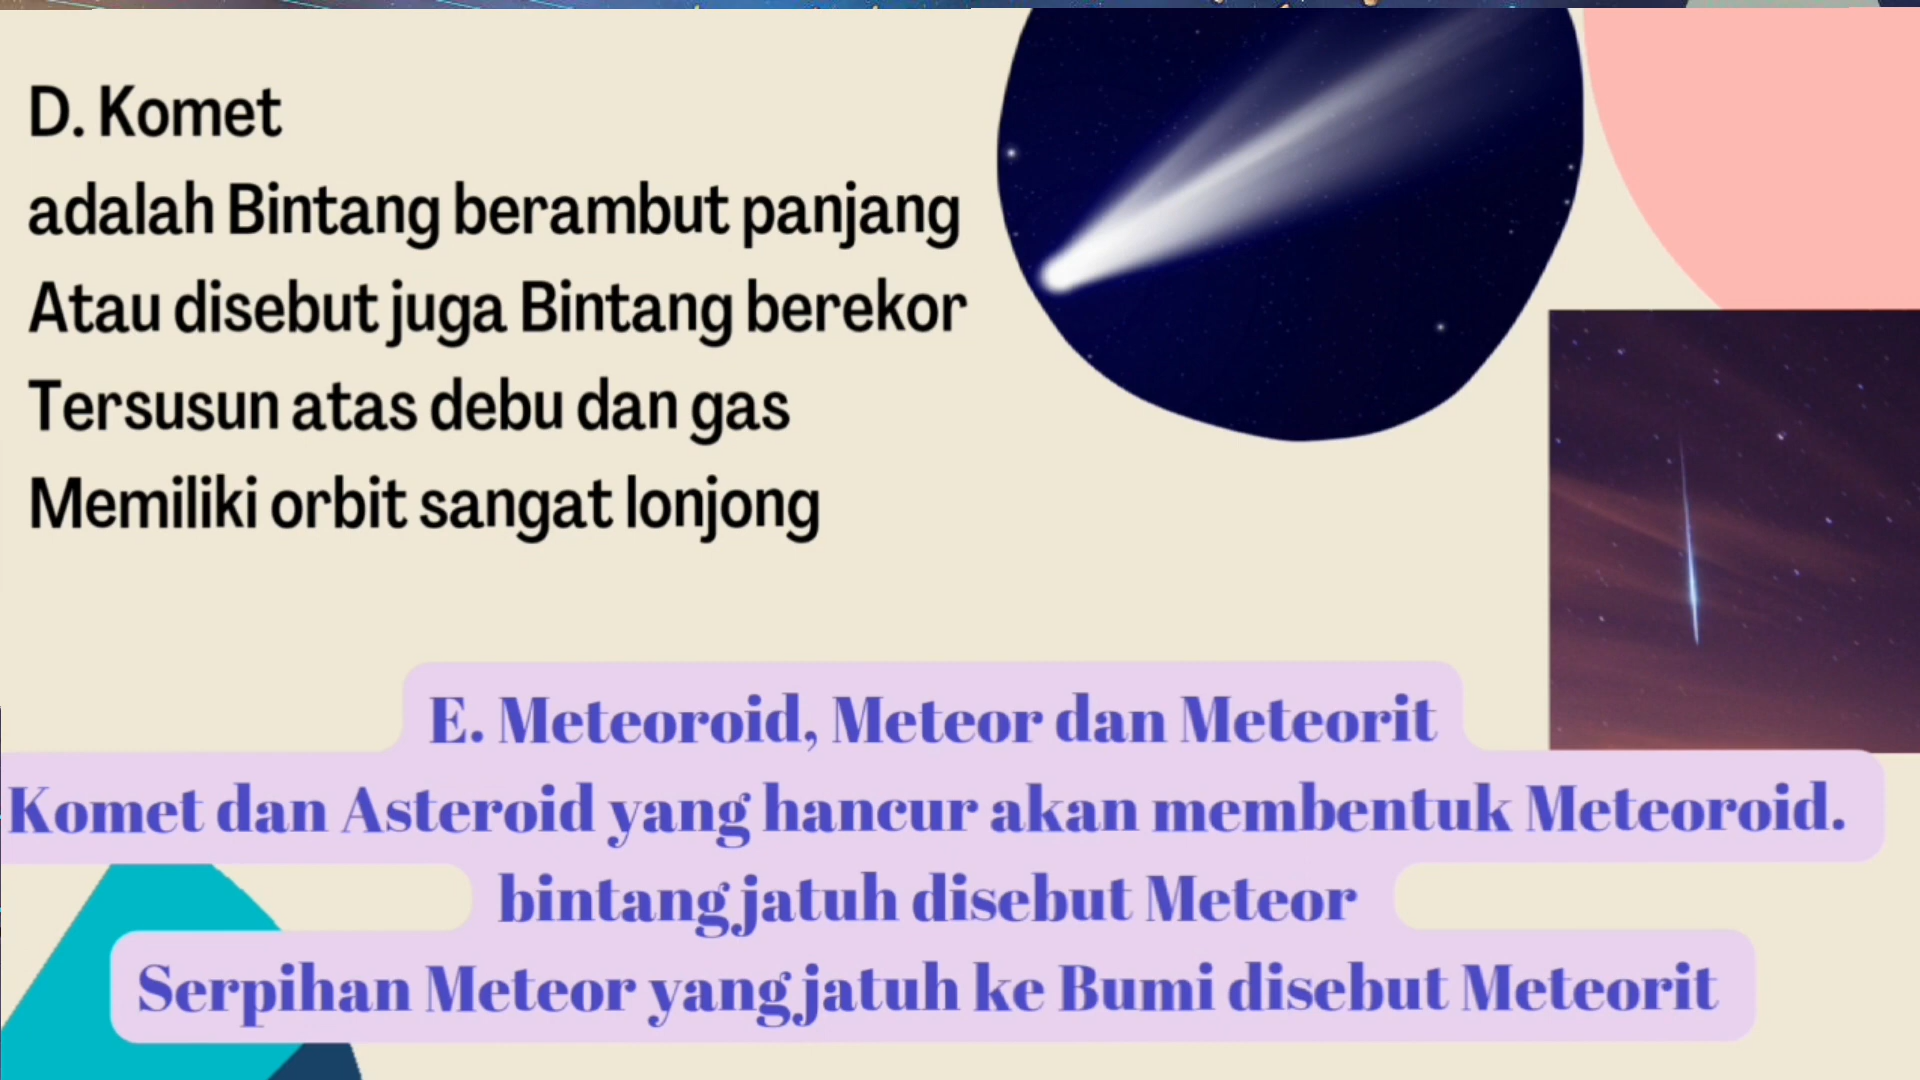 D. Komet
adalah Bintang berambut panjang
Atau disebut juga Bintang berekor
Tersusun atas debu dan gas
Memiliki orbit sangat lonjong
E. Meteoroid, Meteor dan Meteorit
Komet dan Asteroid yang hancur akan membentuk Meteoroid.
bintang jatuh disebut Meteor
Serpihan Meteor yang jatuh ke Bumi disebut Meteorit